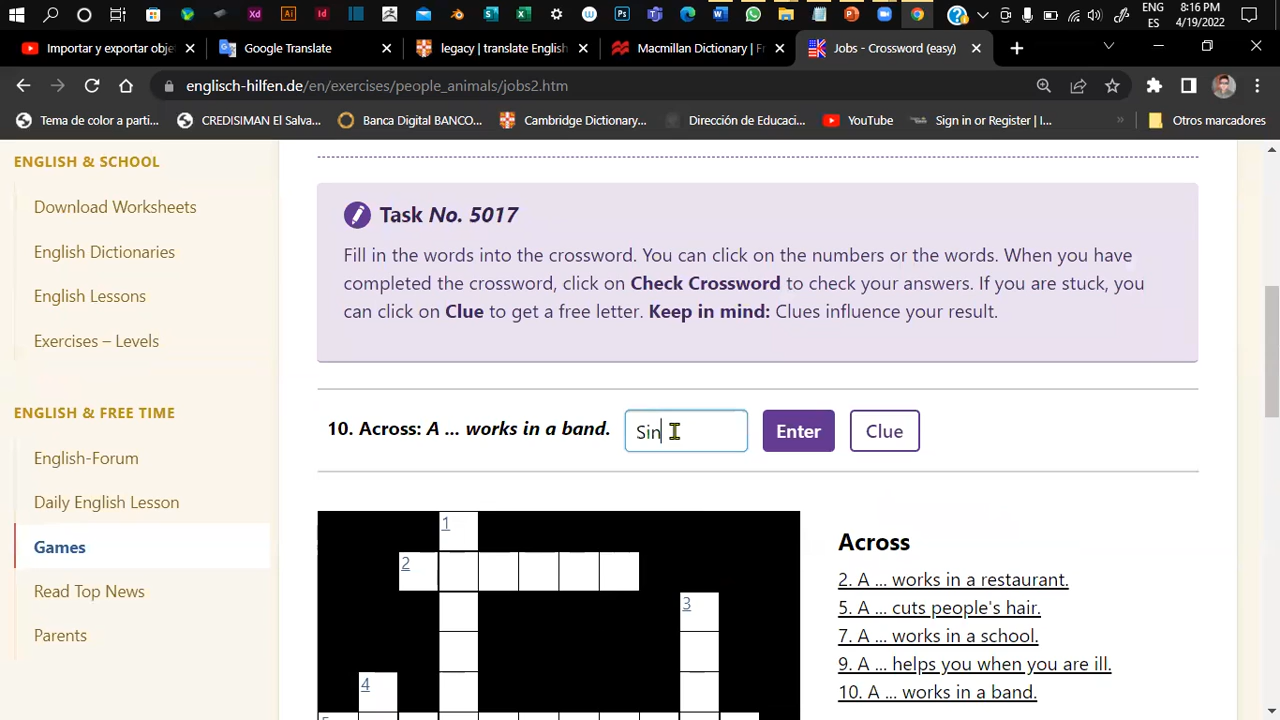 8:16 PM
ENG
ES
4/19/2022
Importar y exportar obje
Google Translate
legacy | translate English
Macmillan Dictionary | Fr
Jobs - Crossword (easy)
englisch-hilfen.de/en/exercises/people_animals/jobs2.htm
Tema de color a parti...
CREDISIMAN El Salva...
Banca Digital BANCO...
Cambridge Dictionary...
Dirección de Educaci...
YouTube
Sign in or Register | I...
»
Otros marcadores
ENGLISH & SCHOOL
Download Worksheets
English Dictionaries
English Lessons
Exercises – Levels
ENGLISH & FREE TIME
English-Forum
Daily English Lesson
Games
Read Top News
Parents
Task No. 5017
Fill in the words into the crossword. You can click on the numbers or the words. When you have
completed the crossword, click on Check Crossword to check your answers. If you are stuck, you
can click on Clue to get a free letter. Keep in mind: Clues influence your result.
10. Across: A ... works in a band.
Sin
Enter
Clue
1
2
3
4
5
Across
2. A ... works in a restaurant.
5. A ... cuts people's hair.
7. A ... works in a school.
9. A ... helps you when you are ill.
10. A ... works in a band.